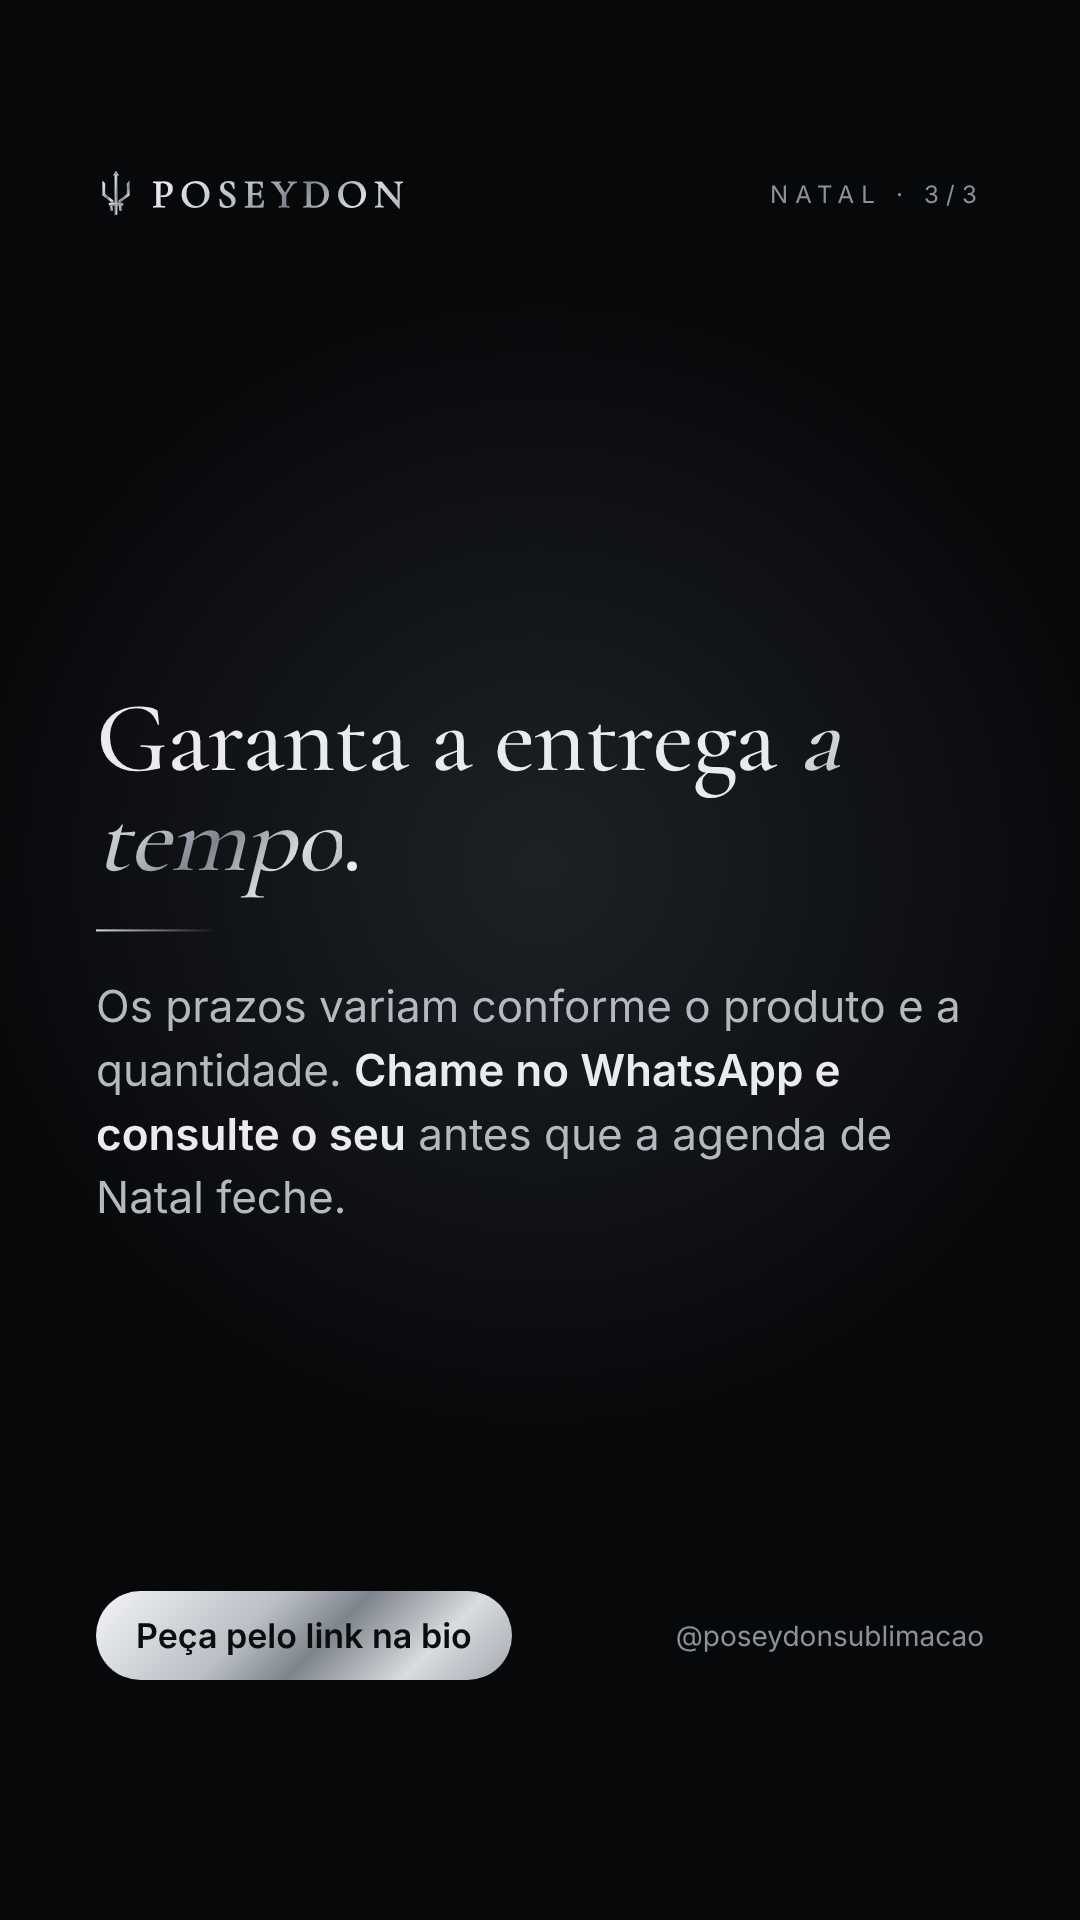 POSEYDON
NATAL · 3/3
Garanta a entrega a
tempo.
Os prazos variam conforme o produto e a
quantidade. Chame no WhatsApp e
consulte o seu antes que a agenda de
Natal feche.
Peça pelo link na bio
@poseydonsublimacao